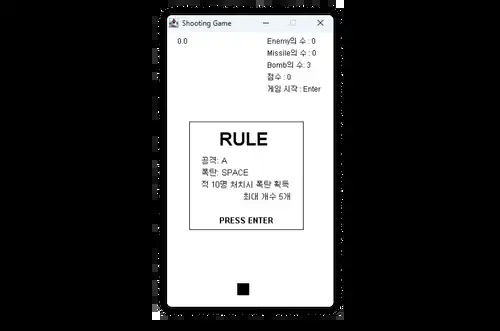 Shooting Game
0.0
Enemy의 수 : 0
Missile의 수 : 0
Bomb의 수: 3
점수 : 0
게임 시작 : Enter
RULE
공격: A
폭탄: SPACE
적 10명 처치시 폭탄 획득
최대 개수 5개
PRESS ENTER